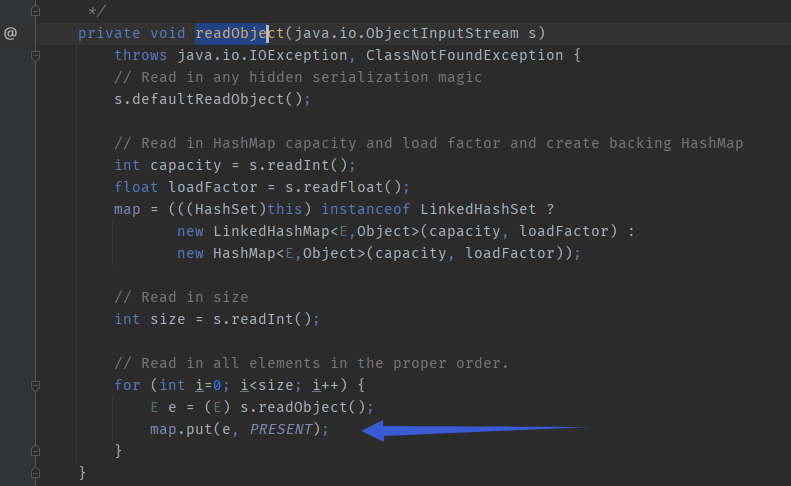 */
@ private void readObject(java.io.ObjectInputStream s)
throws java.io.IOException, ClassNotFoundException {
// Read in any hidden serialization magic
s.defaultReadObject();
// Read in HashMap capacity and load factor and create backing HashMap
int capacity = s.readInt();
float loadFactor = s.readFloat();
map = (((HashSet)this) instanceof LinkedHashSet ?
new LinkedHashMap<E,Object>(capacity, loadFactor) :
new HashMap<E,Object>(capacity, loadFactor));
// Read in size
int size = s.readInt();
// Read in all elements in the proper order.
for (int i=0; i<size; i++) {
E e = (E) s.readObject();
map.put(e, PRESENT);
}
}